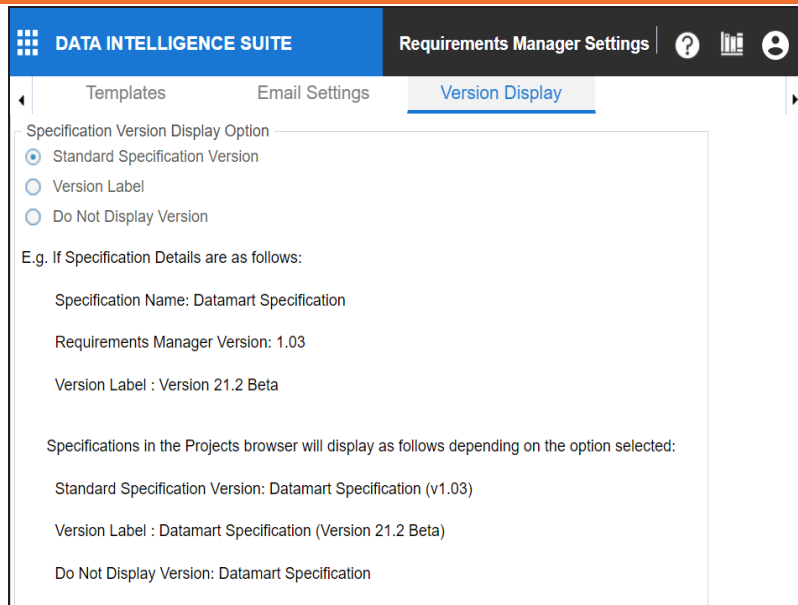 DATA INTELLIGENCE SUITE
Requirements Manager Settings
Templates
Email Settings
Version Display
Specification Version Display Option
Standard Specification Version
Version Label
Do Not Display Version
E.g. If Specification Details are as follows:
Specification Name: Datamart Specification
Requirements Manager Version: 1.03
Version Label : Version 21.2 Beta
Specifications in the Projects browser will display as follows depending on the option selected:
Standard Specification Version: Datamart Specification (v1.03)
Version Label : Datamart Specification (Version 21.2 Beta)
Do Not Display Version: Datamart Specification